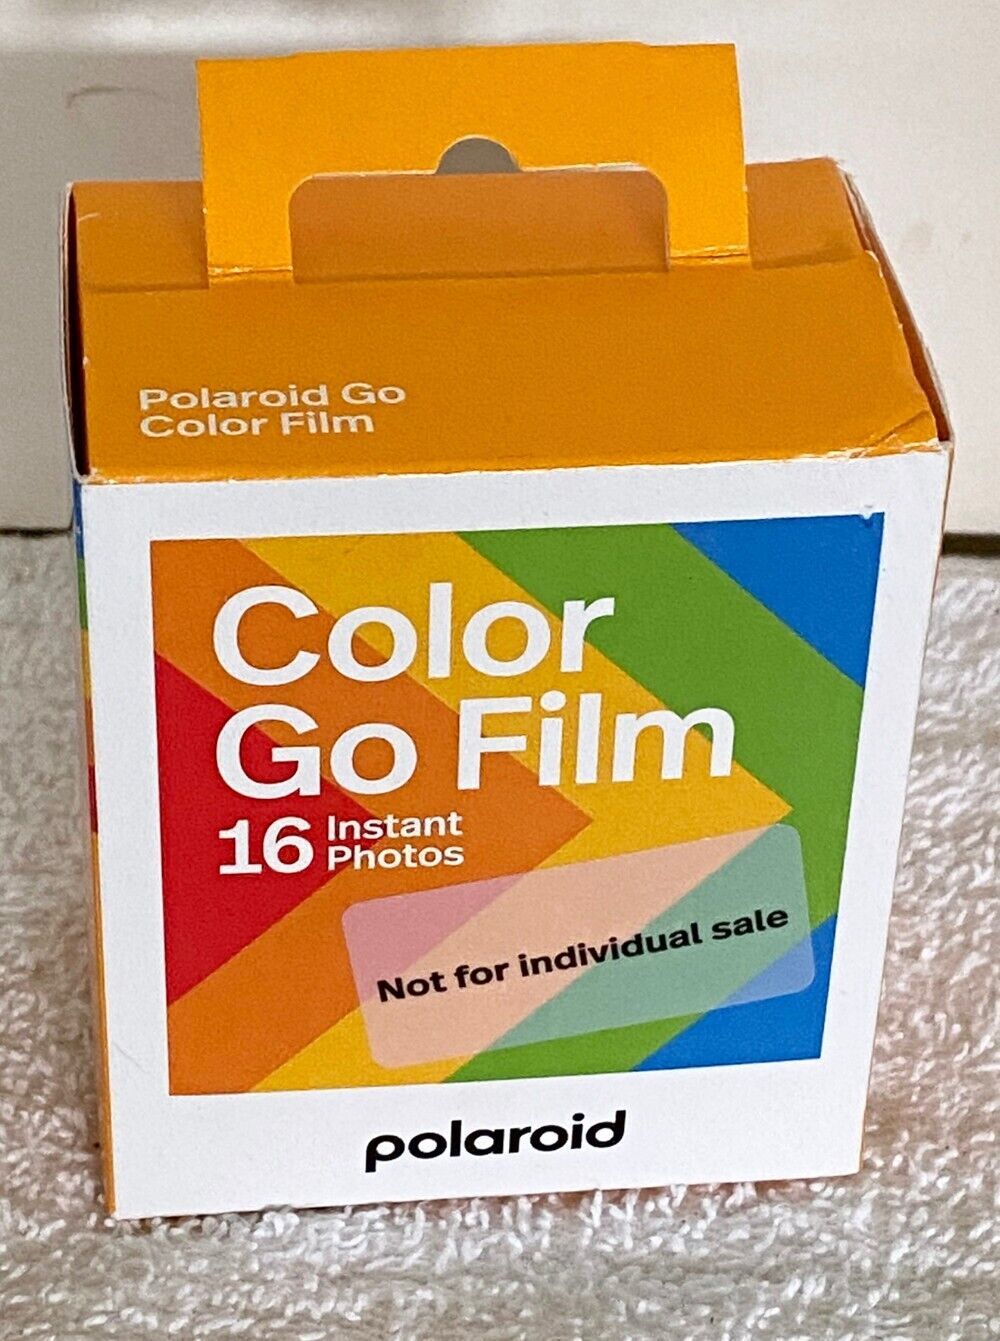 Polaroid Go
Color Film
Color
Go Film
16 Instant
Photos
Not for individual sale
polaroid